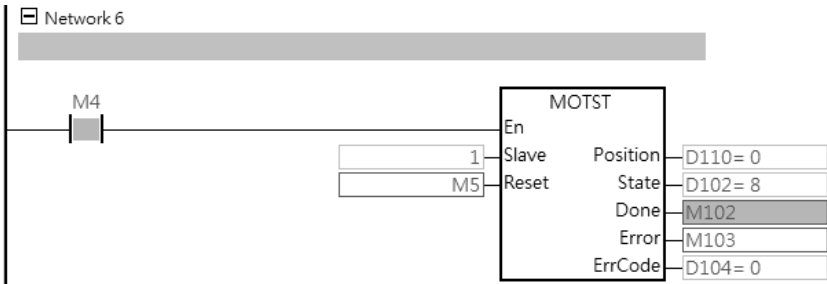 Network 6
M4
MOTST
En
1 Slave Position D110= 0
M5 Reset State D102= 8
Done M102
Error M103
ErrCode D104= 0